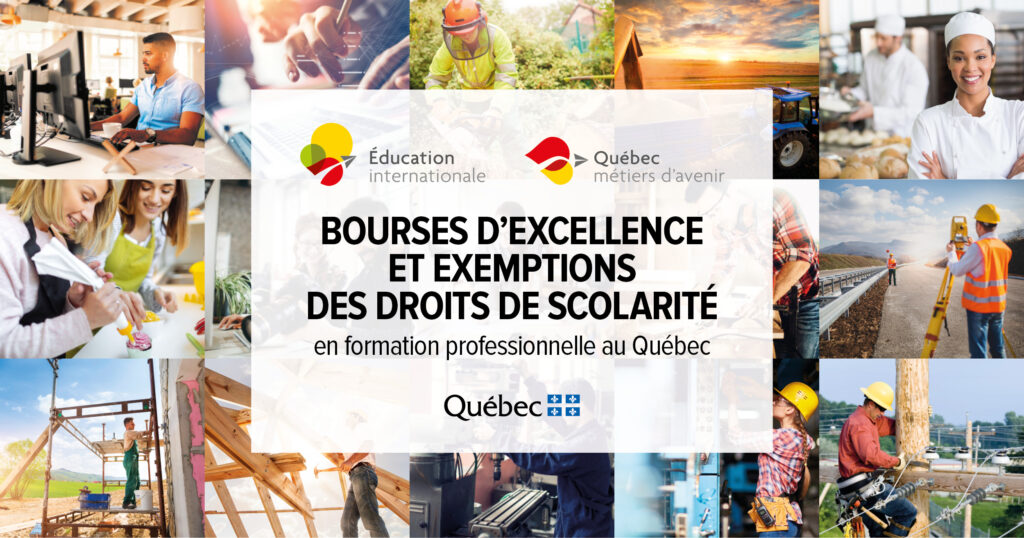 Éducation
internationale
Québec
métiers d'avenir
BOURSES D'EXCELLENCE
ET EXEMPTIONS
DES DROITS DE SCOLARITÉ
en formation professionnelle au Québec
Québec